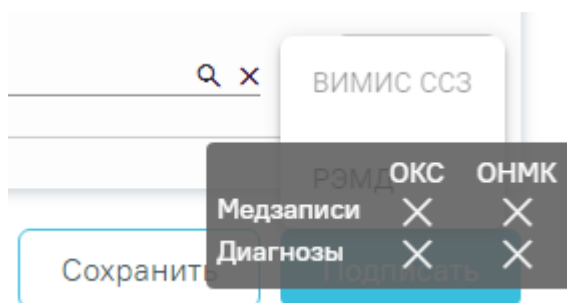 ВИМИС ССЗ
РЭМД
ОКС ОНМК
Медзаписи
Диагнозы
Сохранить
Подписать